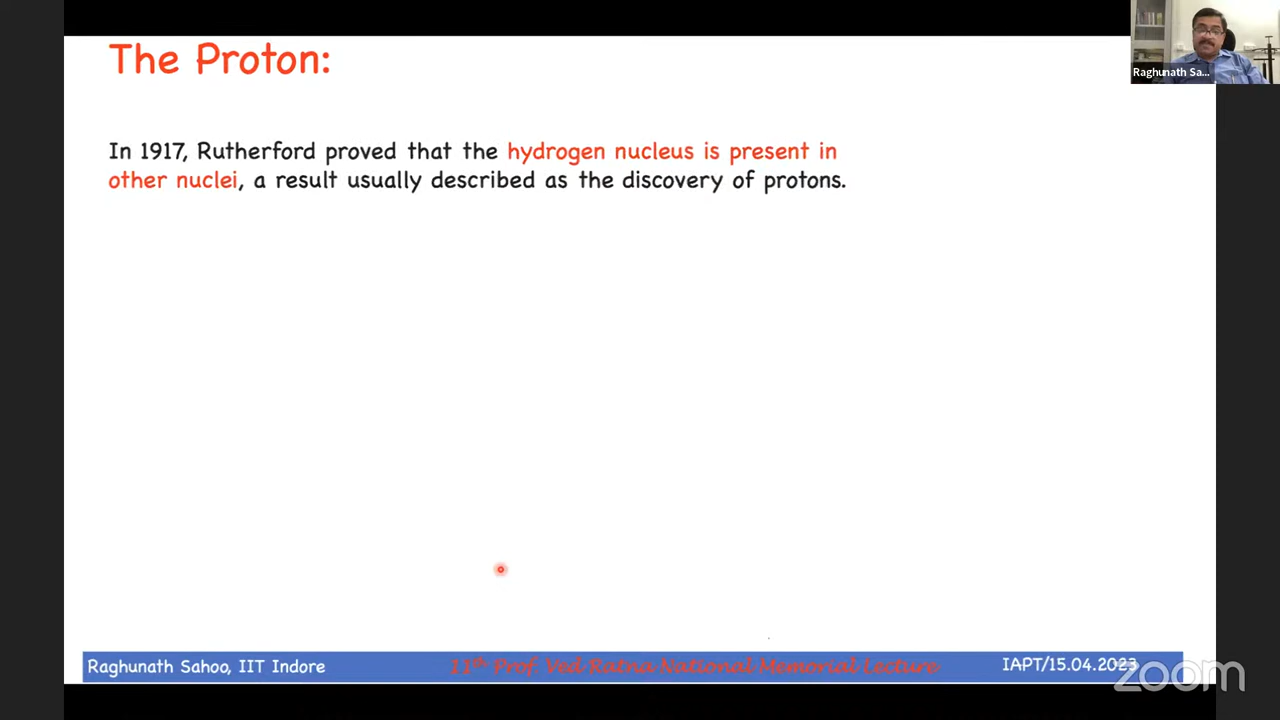 The Proton:
Raghunath Sa...
In 1917, Rutherford proved that the hydrogen nucleus is present in
other nuclei, a result usually described as the discovery of protons.
Raghunath Sahoo, IIT Indore
11th Prof. Ved Ratna National Memorial Lecture
IAPT/15.04.2023
zoom